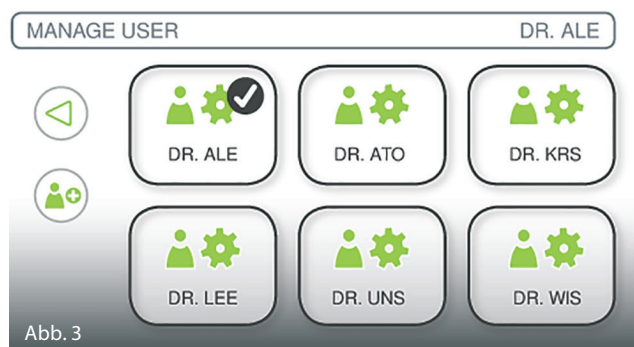 MANAGE USER DR. ALE
DR. ALE DR. ATO DR. KRS
DR. LEE DR. UNS DR. WIS
Abb. 3